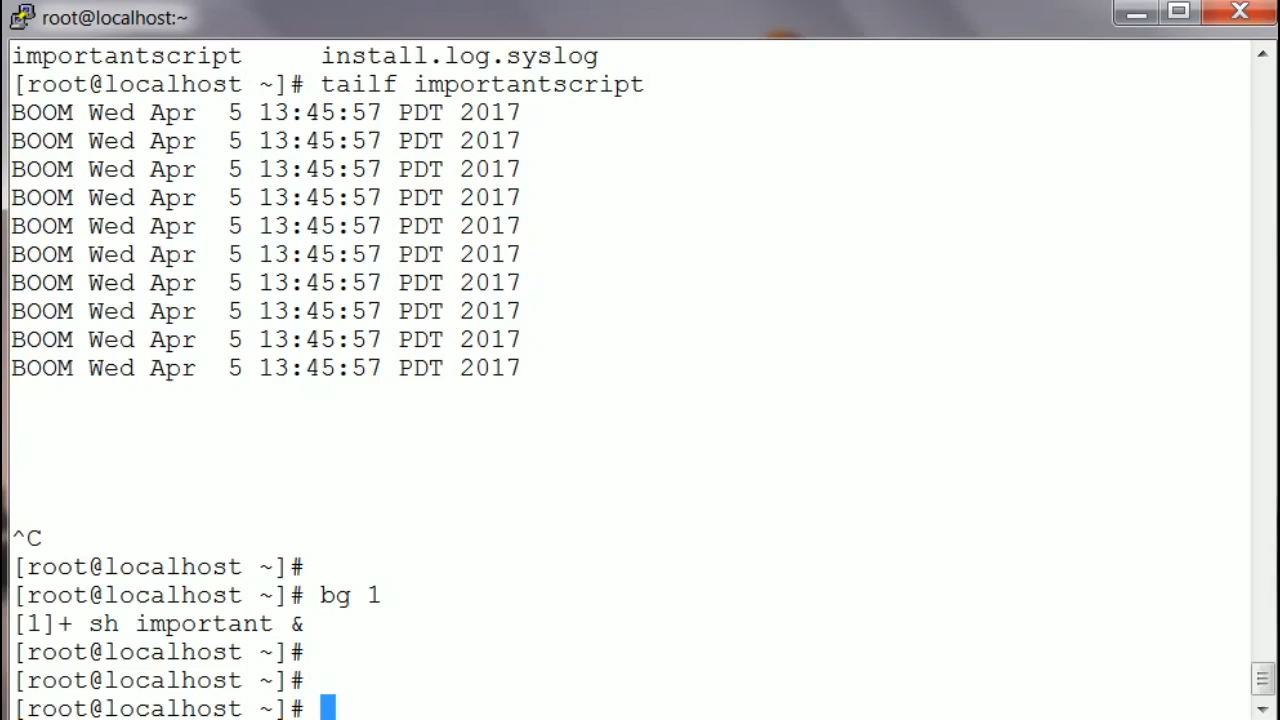 root@localhost:~
importantscript     install.log.syslog
[root@localhost ~]# tailf importantscript
BOOM Wed Apr  5 13:45:57 PDT 2017
BOOM Wed Apr  5 13:45:57 PDT 2017
BOOM Wed Apr  5 13:45:57 PDT 2017
BOOM Wed Apr  5 13:45:57 PDT 2017
BOOM Wed Apr  5 13:45:57 PDT 2017
BOOM Wed Apr  5 13:45:57 PDT 2017
BOOM Wed Apr  5 13:45:57 PDT 2017
BOOM Wed Apr  5 13:45:57 PDT 2017
BOOM Wed Apr  5 13:45:57 PDT 2017
BOOM Wed Apr  5 13:45:57 PDT 2017
^C
[root@localhost ~]#
[root@localhost ~]# bg 1
[1]+ sh important &
[root@localhost ~]#
[root@localhost ~]#
[root@localhost ~]#